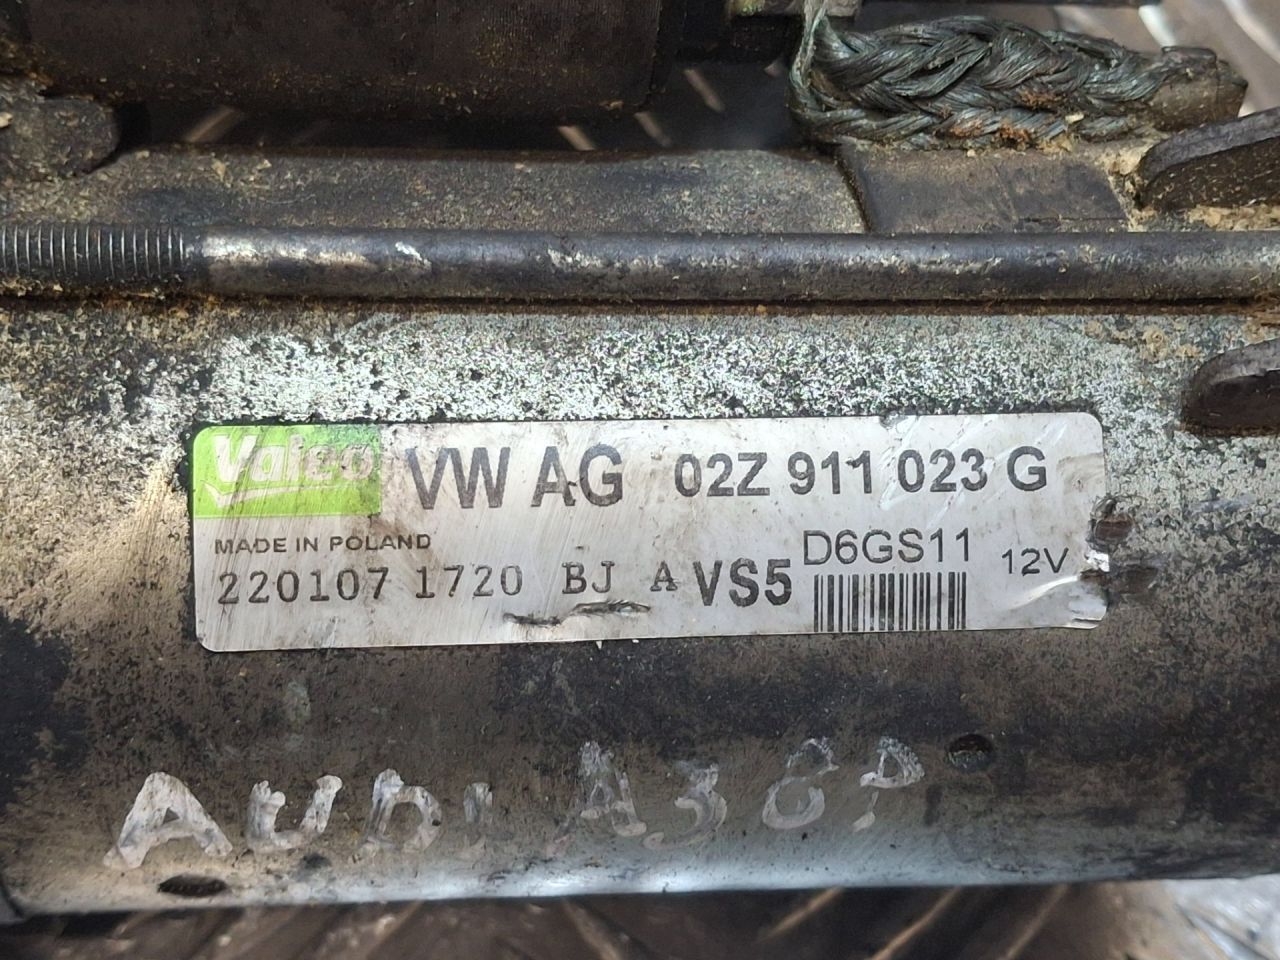 Valeo VW AG 02Z 911 023 G
MADE IN POLAND D6GS11 12V
220107 1720 BJ A VS5
AUDI A3 8P